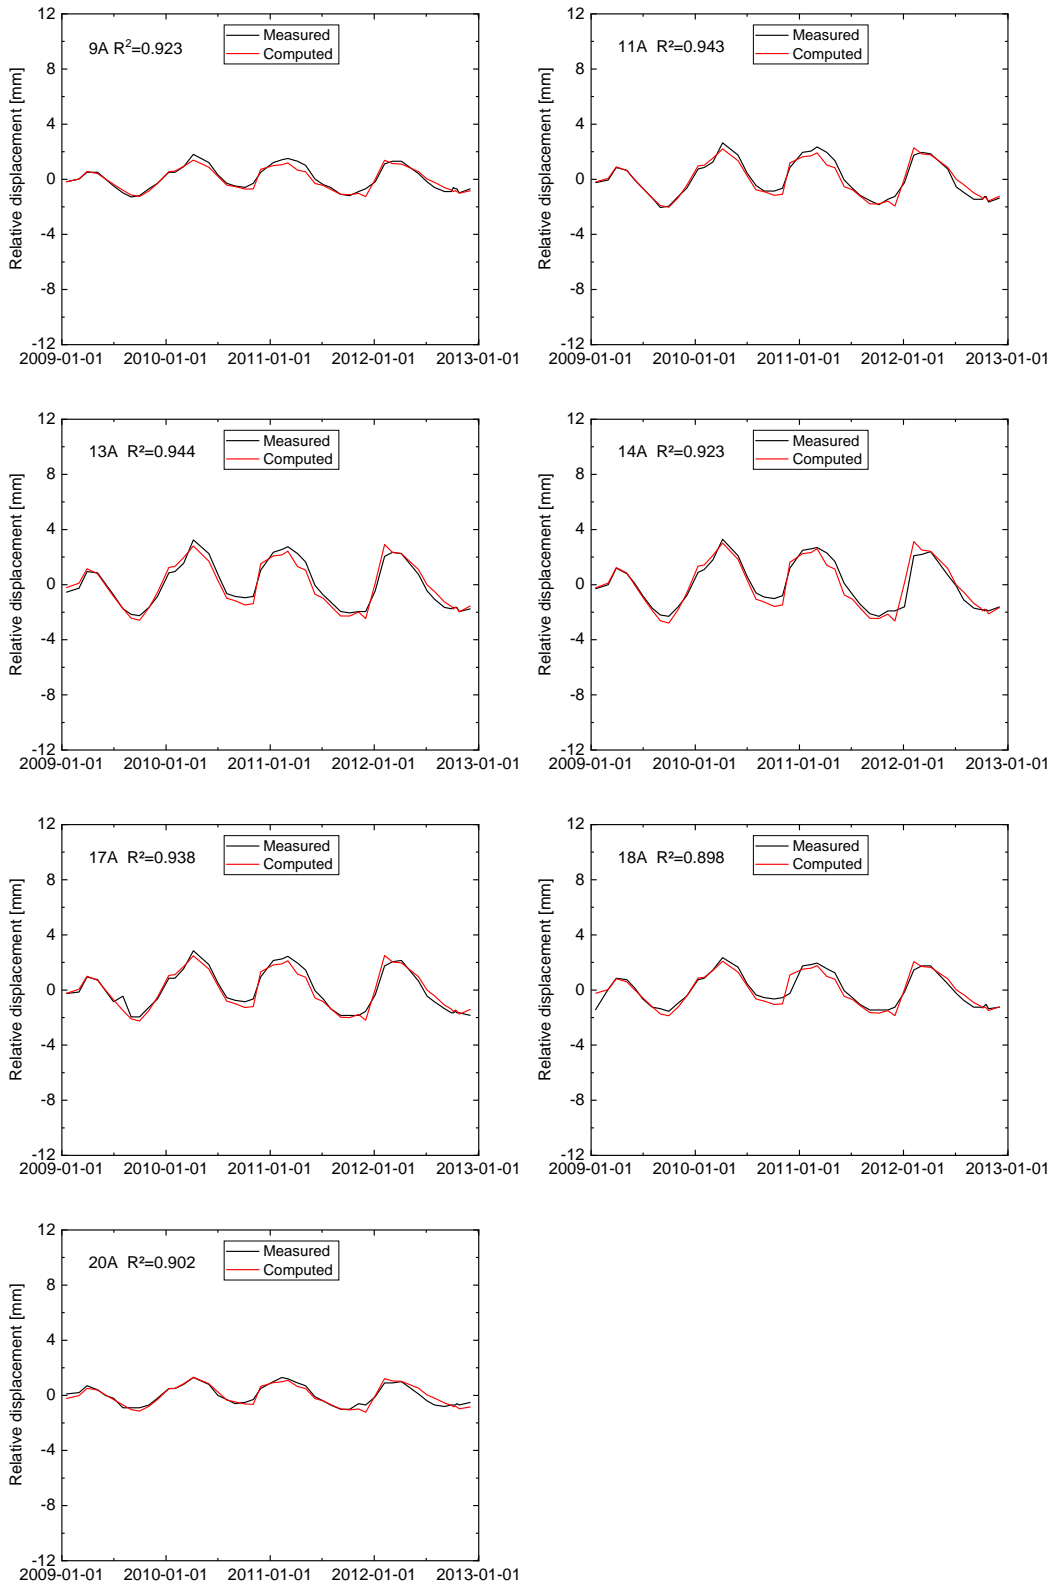 12
8
4
0
-4
-8
-12
Relative displacement [mm]
9A R²=0.923
Measured
Computed
2009-01-01 2010-01-01 2011-01-01 2012-01-01 2013-01-01
12
8
4
0
-4
-8
-12
Relative displacement [mm]
11A R²=0.943
Measured
Computed
2009-01-01 2010-01-01 2011-01-01 2012-01-01 2013-01-01
12
8
4
0
-4
-8
-12
Relative displacement [mm]
13A R²=0.944
Measured
Computed
2009-01-01 2010-01-01 2011-01-01 2012-01-01 2013-01-01
12
8
4
0
-4
-8
-12
Relative displacement [mm]
14A R²=0.923
Measured
Computed
2009-01-01 2010-01-01 2011-01-01 2012-01-01 2013-01-01
12
8
4
0
-4
-8
-12
Relative displacement [mm]
17A R²=0.938
Measured
Computed
2009-01-01 2010-01-01 2011-01-01 2012-01-01 2013-01-01
12
8
4
0
-4
-8
-12
Relative displacement [mm]
18A R²=0.898
Measured
Computed
2009-01-01 2010-01-01 2011-01-01 2012-01-01 2013-01-01
12
8
4
0
-4
-8
-12
Relative displacement [mm]
20A R²=0.902
Measured
Computed
2009-01-01 2010-01-01 2011-01-01 2012-01-01 2013-01-01